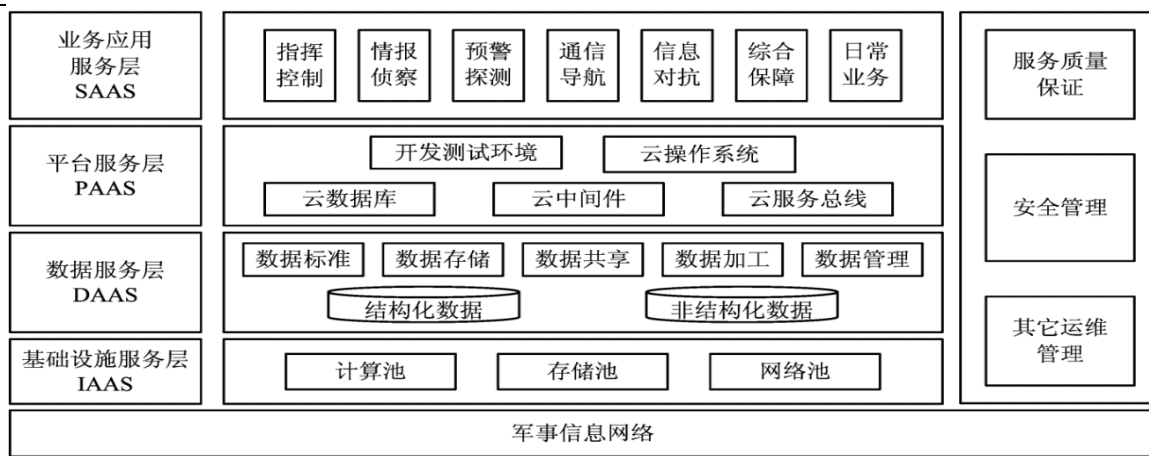 业务应用
服务层
SAAS
指挥
控制
情报
侦察
预警
探测
通信
导航
信息
对抗
综合
保障
日常
业务
平台服务层
PAAS
开发测试环境
云操作系统
云数据库
云中间件
云服务总线
数据服务层
DAAS
数据标准
数据存储
数据共享
数据加工
数据管理
结构化数据
非结构化数据
基础设施服务层
IAAS
计算池
存储池
网络池
服务质量
保证
安全管理
其它运维
管理
军事信息网络